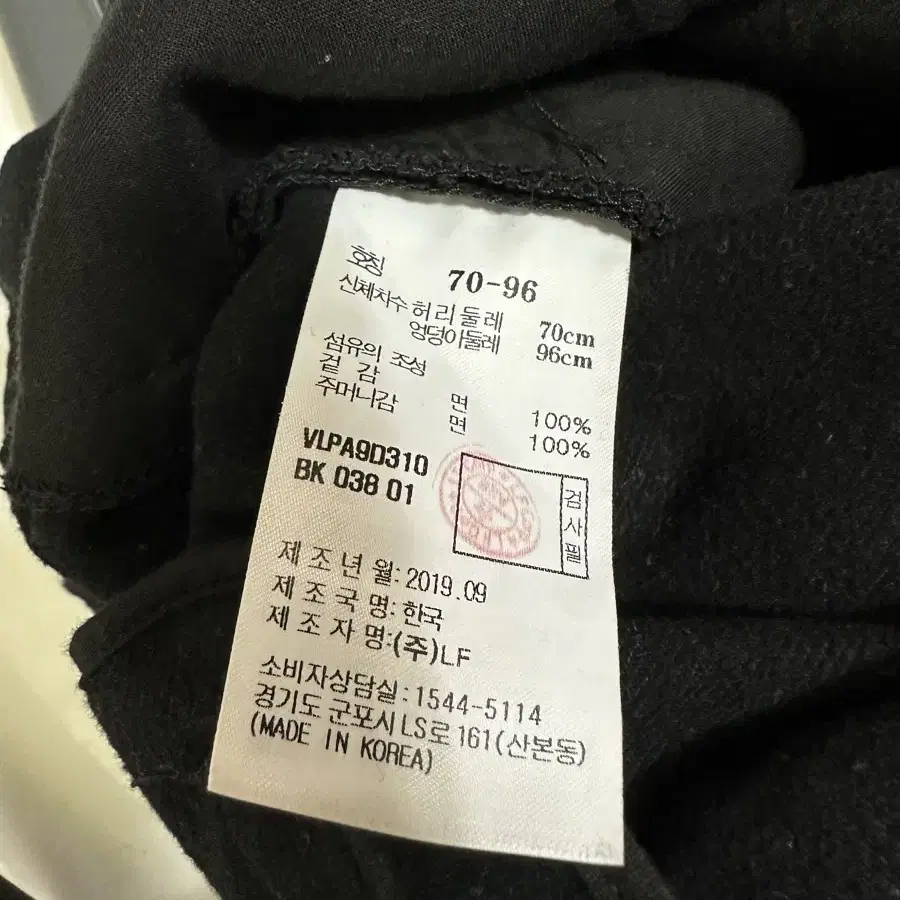 호칭 70-96
신체치수 허리둘레 70cm
엉덩이둘레 96cm
섬유의 조성
겉 감 면 100%
주머니감 면 100%
VLPA9D310
BK 038 01
검사필
제조년월: 2019.09
제조국명: 한국
제조자명:(주)LF
소비자상담실:1544-5114
경기도 군포시 LS로 161(산본동)
(MADE IN KOREA)